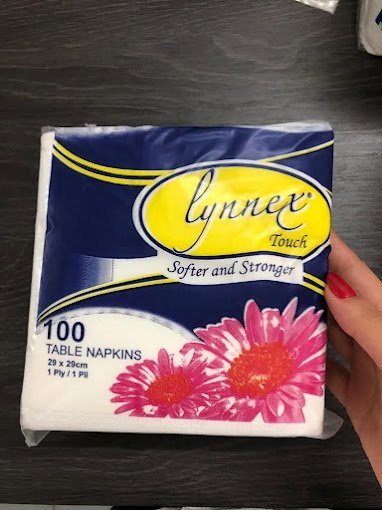 lynnex®
Touch
Softer and Stronger
100
TABLE NAPKINS
29 x 29cm
1 Ply / 1 Pli